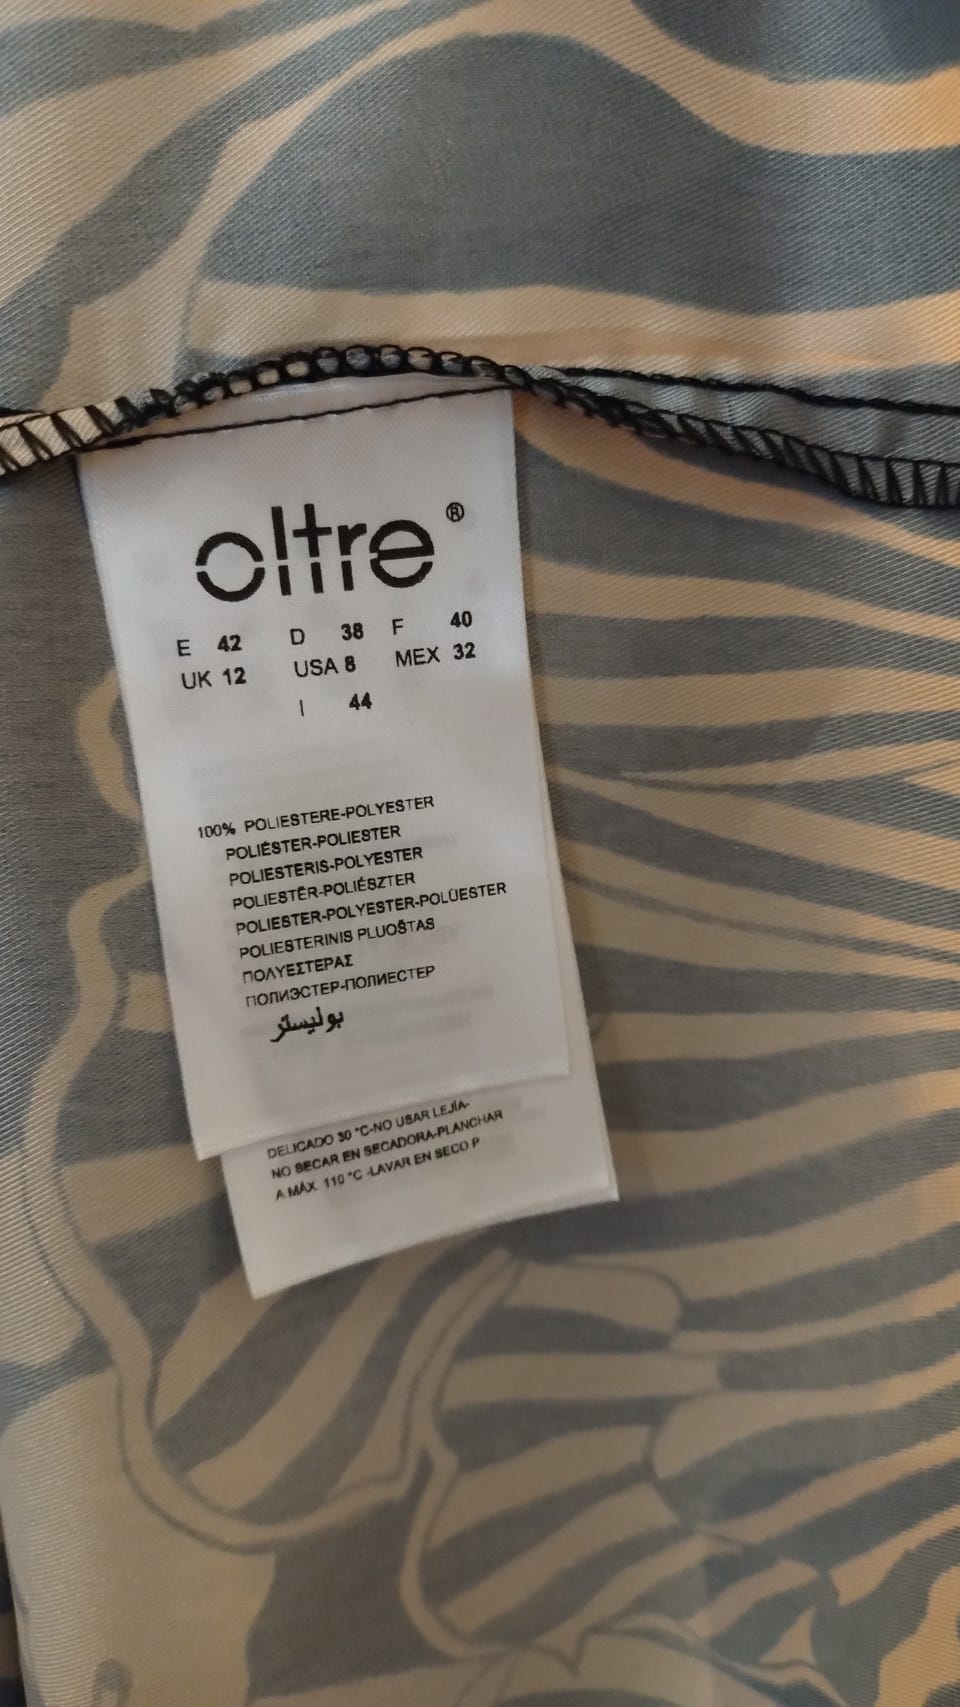 oltre ®
E 42 D 38 F 40
UK 12 USA 8 MEX 32
I 44
100% POLIESTERE-POLYESTER
POLIÉSTER-POLIESTER
POLIESTERIS-POLYESTER
POLIESTËR-POLIÉSZTER
POLIESTER-POLYESTER-POLÜESTER
POLIESTERINIS PLUOŠTAS
ΠΟΛΥΕΣΤΕΡΑΣ
ПОЛИЭСТЕР-ПОЛИЕСТЕР
بوليستر
DELICADO 30 °C-NO USAR LEJÍA-
NO SECAR EN SECADORA-PLANCHAR
A MÁX. 110 °C -LAVAR EN SECO P